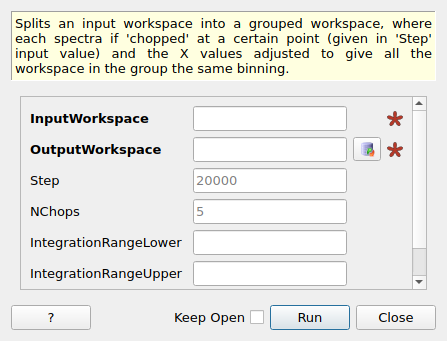 Splits an input workspace into a grouped workspace, where
each spectra if 'chopped' at a certain point (given in 'Step'
input value) and the X values adjusted to give all the
workspace in the group the same binning.
InputWorkspace
OutputWorkspace
Step 20000
NChops 5
IntegrationRangeLower
IntegrationRangeUpper
? Keep Open Run Close